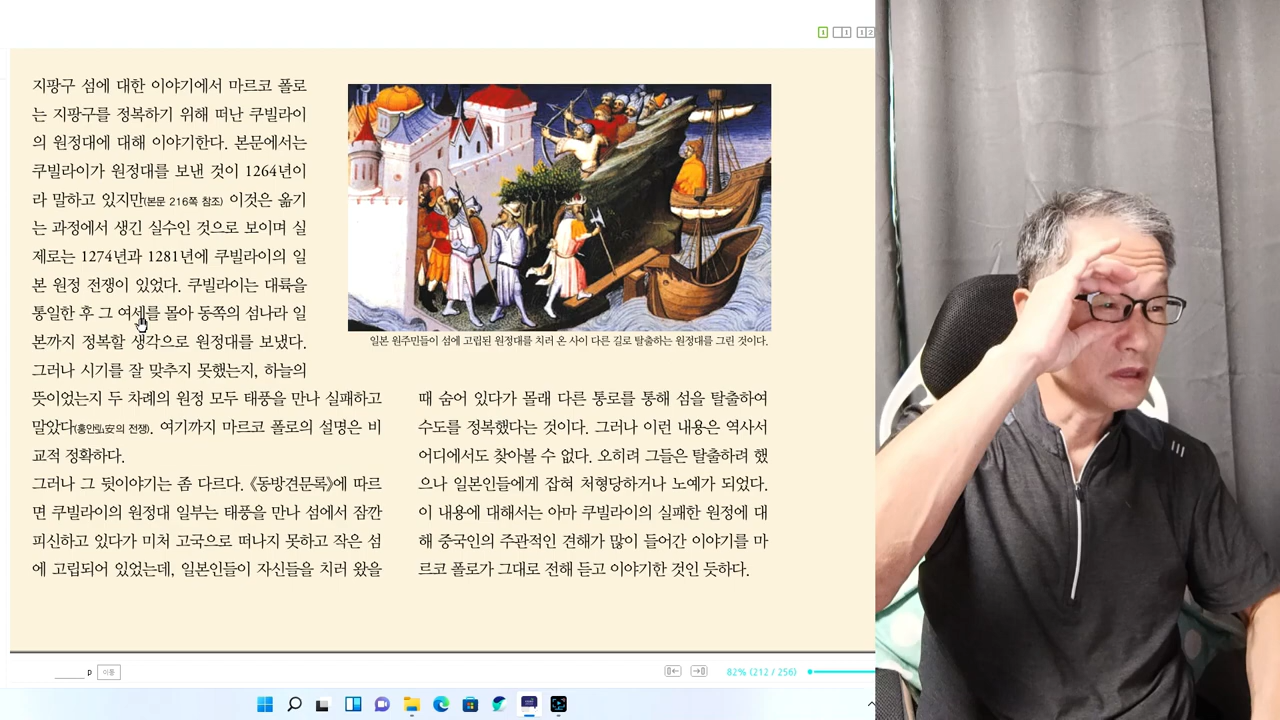 1 1 12
지팡구 섬에 대한 이야기에서 마르코 폴로
는 지팡구를 정복하기 위해 떠난 쿠빌라이
의 원정대에 대해 이야기한다. 본문에서는
쿠빌라이가 원정대를 보낸 것이 1264년이
라 말하고 있지만(본문 216쪽 참조) 이것은 옮기
는 과정에서 생긴 실수인 것으로 보이며 실
제로는 1274년과 1281년에 쿠빌라이의 일
본 원정 전쟁이 있었다. 쿠빌라이는 대륙을
통일한 후 그 여세를 몰아 동쪽의 섬나라 일
본까지 정복할 생각으로 원정대를 보냈다.
그러나 시기를 잘 맞추지 못했는지, 하늘의
뜻이었는지 두 차례의 원정 모두 태풍을 만나 실패하고
말았다(홍안弘安의 전쟁). 여기까지 마르코 폴로의 설명은 비
교적 정확하다.
그러나 그 뒷이야기는 좀 다르다. 《동방견문록》에 따르
면 쿠빌라이의 원정대 일부는 태풍을 만나 섬에서 잠깐
피신하고 있다가 미처 고국으로 떠나지 못하고 작은 섬
에 고립되어 있었는데, 일본인들이 자신들을 치러 왔을
일본 원주민들이 섬에 고립된 원정대를 치러 온 사이 다른 길로 탈출하는 원정대를 그린 것이다.
때 숨어 있다가 몰래 다른 통로를 통해 섬을 탈출하여
수도를 정복했다는 것이다. 그러나 이런 내용은 역사서
어디에서도 찾아볼 수 없다. 오히려 그들은 탈출하려 했
으나 일본인들에게 잡혀 처형당하거나 노예가 되었다.
이 내용에 대해서는 아마 쿠빌라이의 실패한 원정에 대
해 중국인의 주관적인 견해가 많이 들어간 이야기를 마
르코 폴로가 그대로 전해 듣고 이야기한 것인 듯하다.
P 이동
82% (212 / 256)